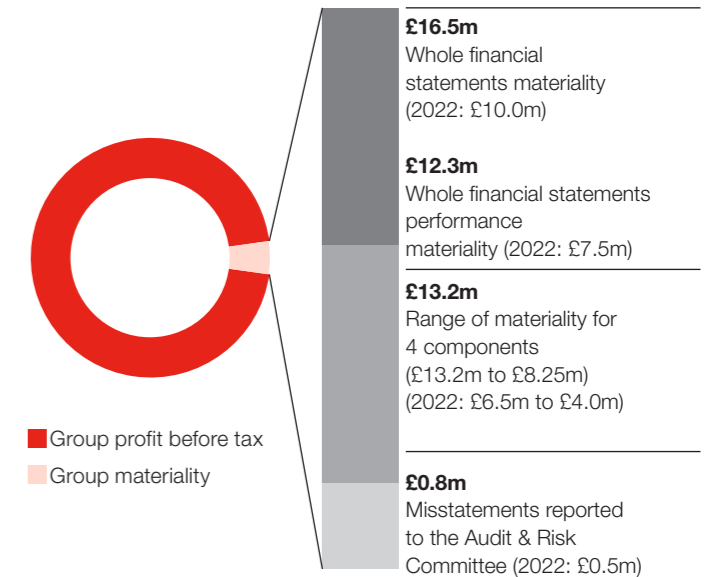 £16.5m
Whole financial
statements materiality
(2022: £10.0m)
£12.3m
Whole financial statements
performance
materiality (2022: £7.5m)
£13.2m
Range of materiality for
4 components
(£13.2m to £8.25m)
(2022: £6.5m to £4.0m)
£0.8m
Misstatements reported
to the Audit & Risk
Committee (2022: £0.5m)
Group profit before tax
Group materiality